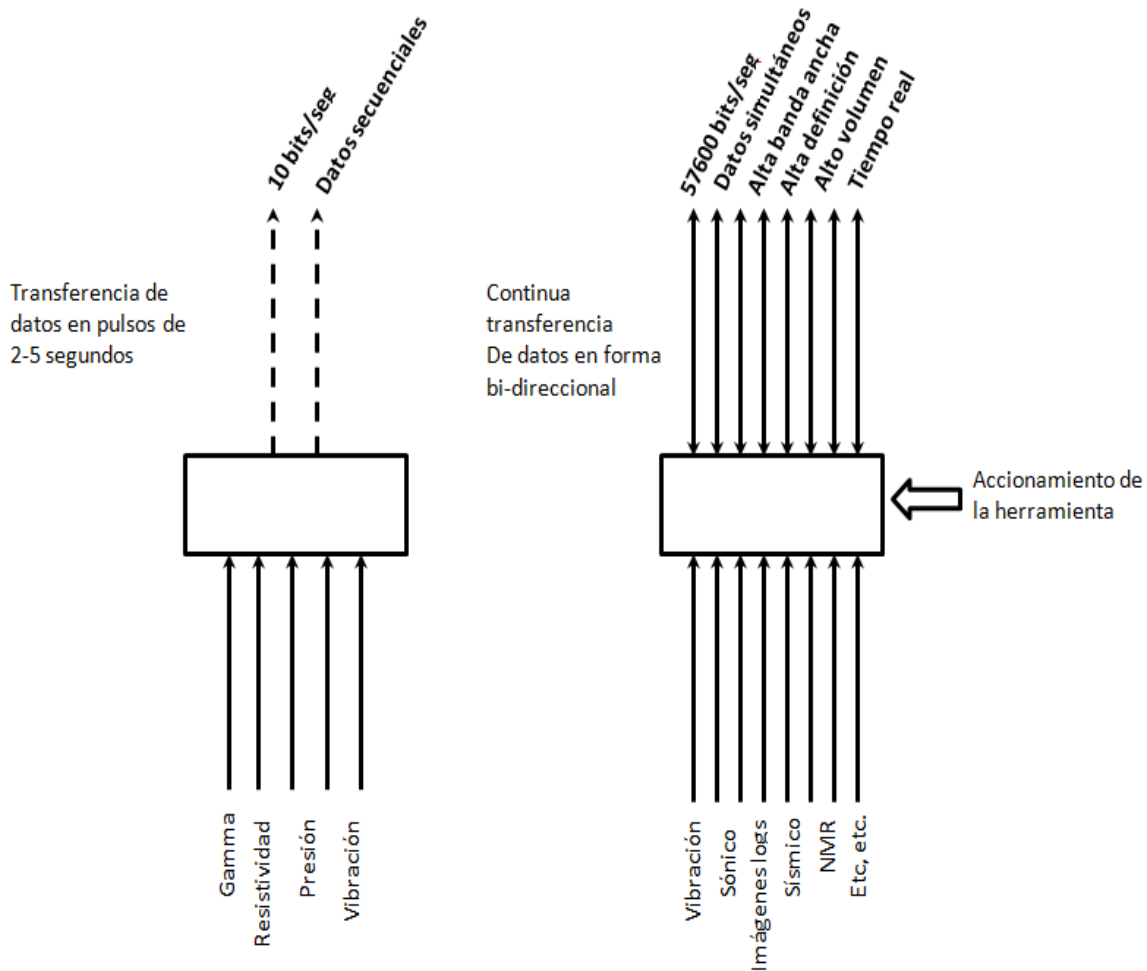 10 bits/seg
Datos secuenciales
Transferencia de
datos en pulsos de
2-5 segundos
Gamma
Resistividad
Presión
Vibración
57600 bits/seg
Datos simultáneos
Alta banda ancha
Alta definición
Alto volumen
Tiempo real
Continua
transferencia
De datos en forma
bi-direccional
Accionamiento de
la herramienta
Vibración
Sónico
Imágenes logs
Sísmico
NMR
Etc, etc.